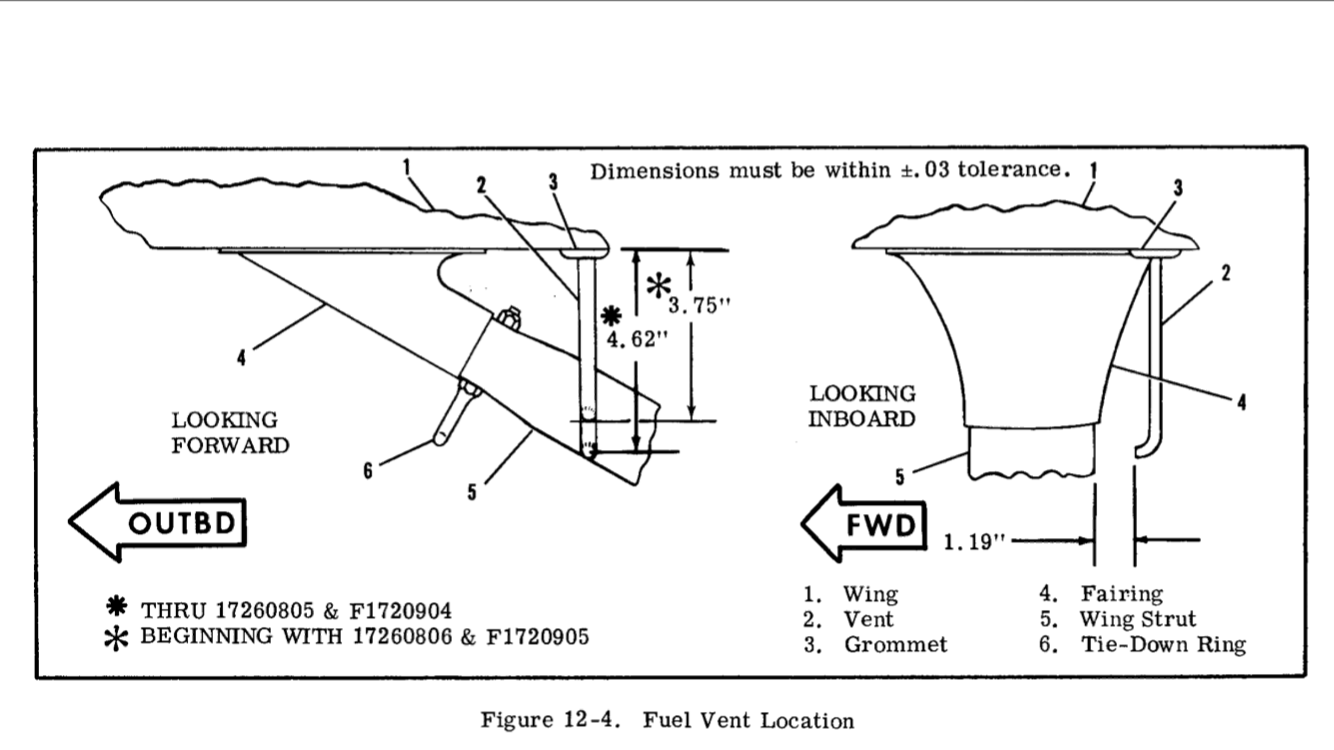 Dimensions must be within ±.03 tolerance.
1
2
3
1
3
2
✱
3.75"
✱
4.62"
4
LOOKING
FORWARD
6
5
LOOKING
INBOARD
4
5
OUTBD
FWD
1.19"
✱ THRU 17260805 & F1720904
✱ BEGINNING WITH 17260806 & F1720905
1. Wing
2. Vent
3. Grommet
4. Fairing
5. Wing Strut
6. Tie-Down Ring
Figure 12-4. Fuel Vent Location